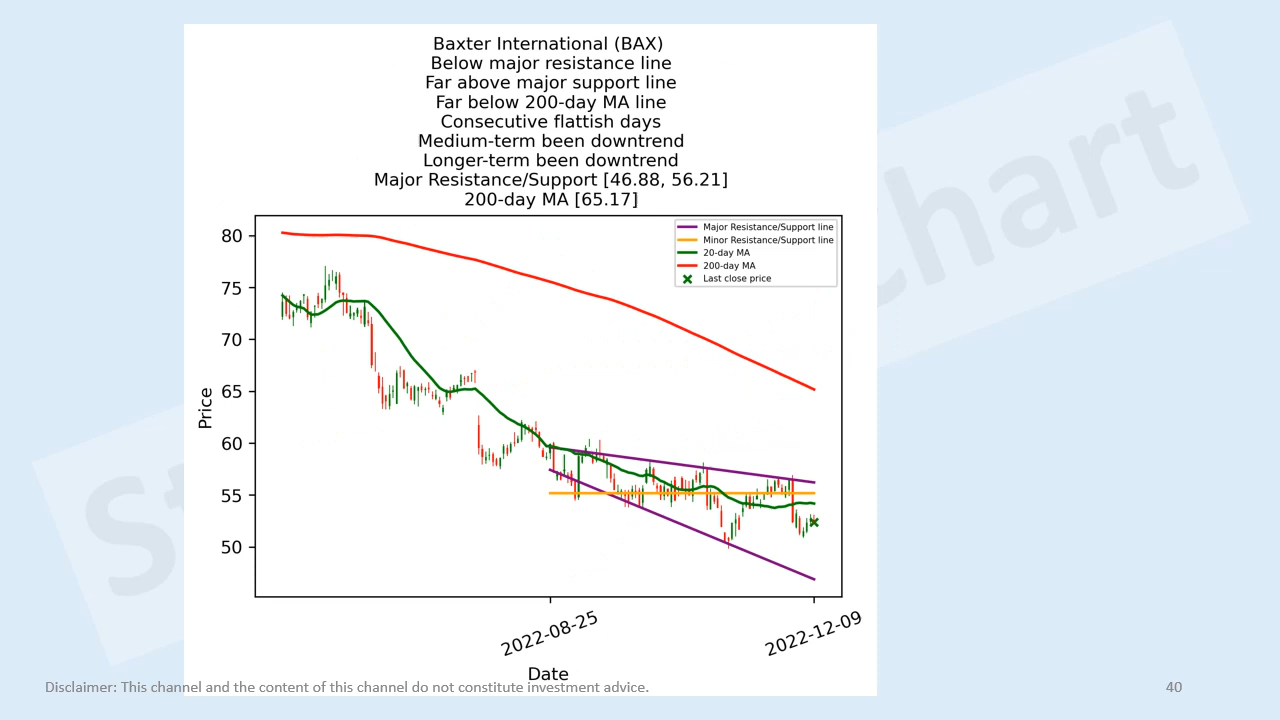 Baxter International (BAX)
Below major resistance line
Far above major support line
Far below 200-day MA line
Consecutive flattish days
Medium-term been downtrend
Longer-term been downtrend
Major Resistance/Support [46.88, 56.21]
200-day MA [65.17]
Major Resistance/Support line
Minor Resistance/Support line
20-day MA
200-day MA
Last close price
80
75
70
65
60
55
50
Price
2022-08-25
2022-12-09
Date
Disclaimer: This channel and the content of this channel do not constitute investment advice.
40
chart